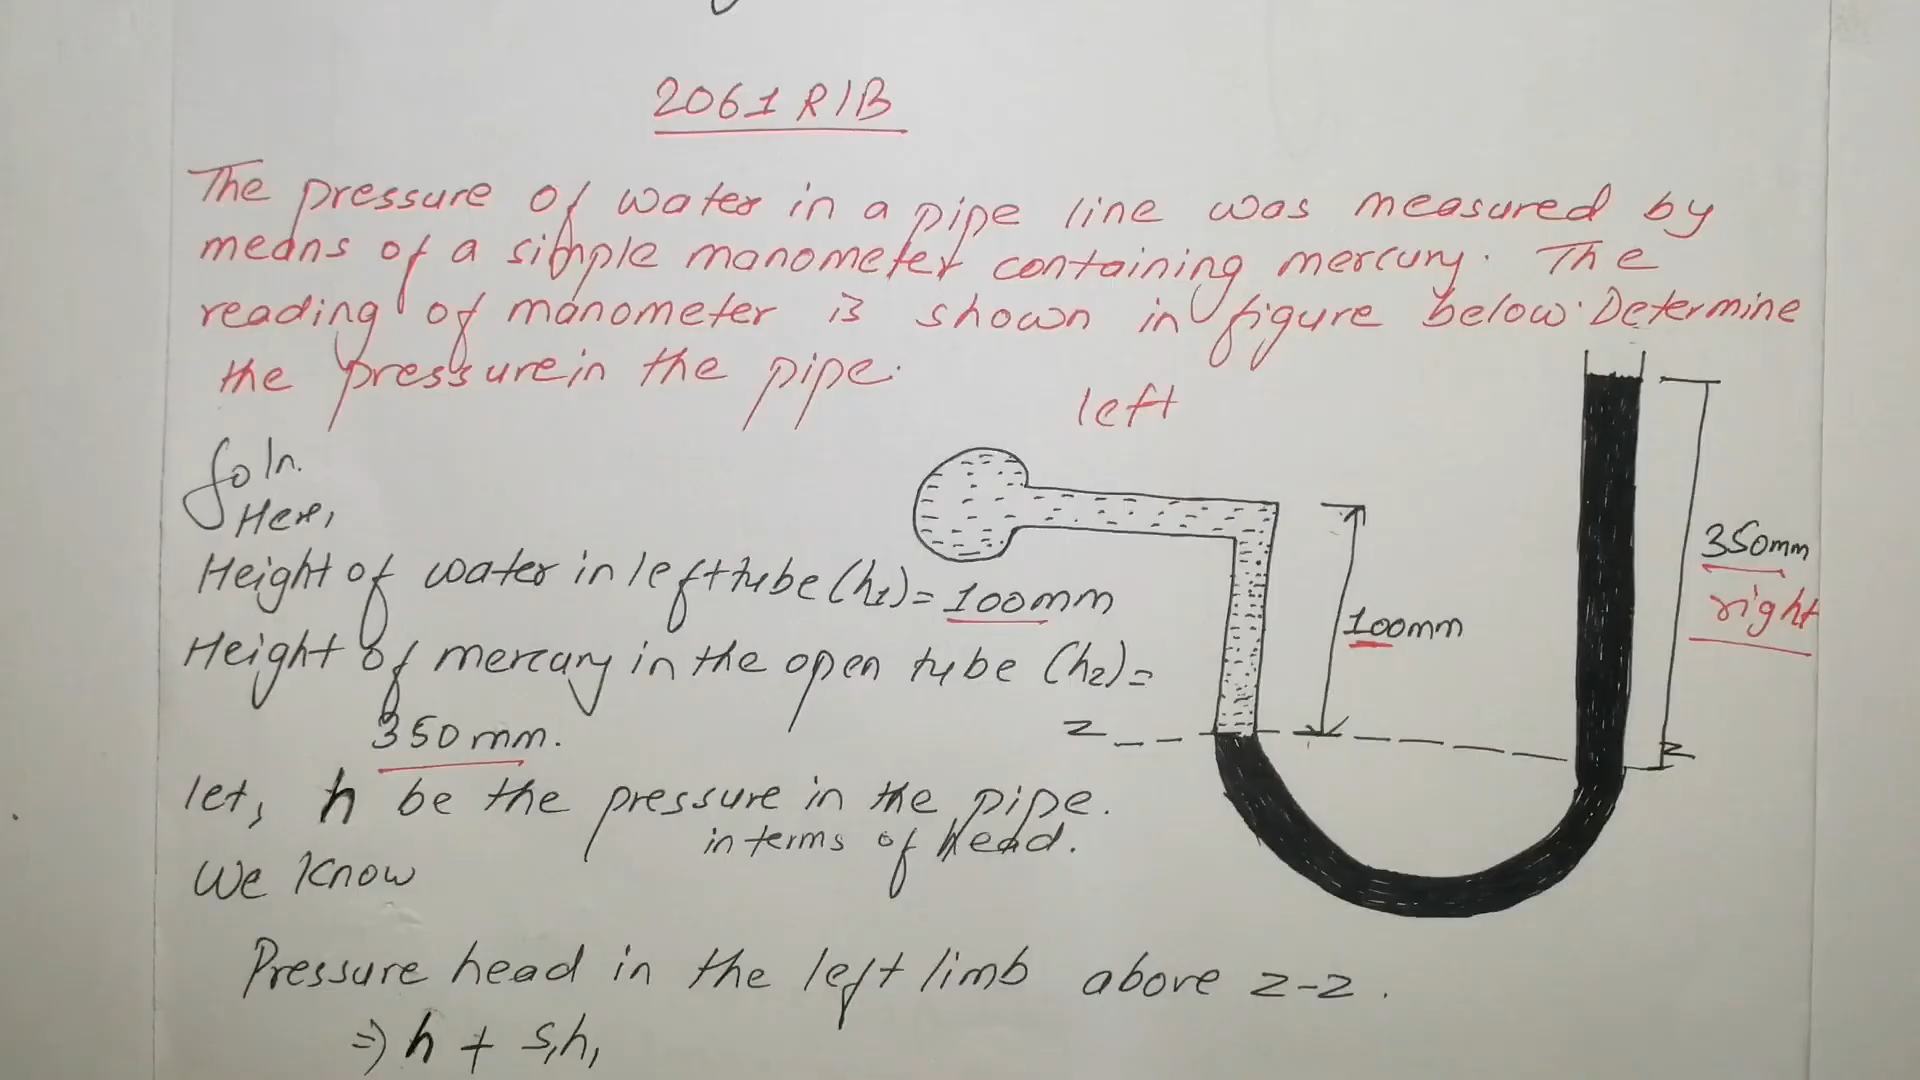 2061 R/B
The pressure of water in a pipe line was measured by
means of a simple manometer containing mercury. The
reading of manometer is shown in figure below. Determine
the pressure in the pipe.
left
Soln.
Here,
Height of water in left tube (h1) = 100mm
Height of mercury in the open tube (h2) =
350 mm.
let, h be the pressure in the pipe.
in terms of head.
We Know
Pressure head in the left limb above z-z.
=) h + s1h1
100mm
350mm
right
z
z